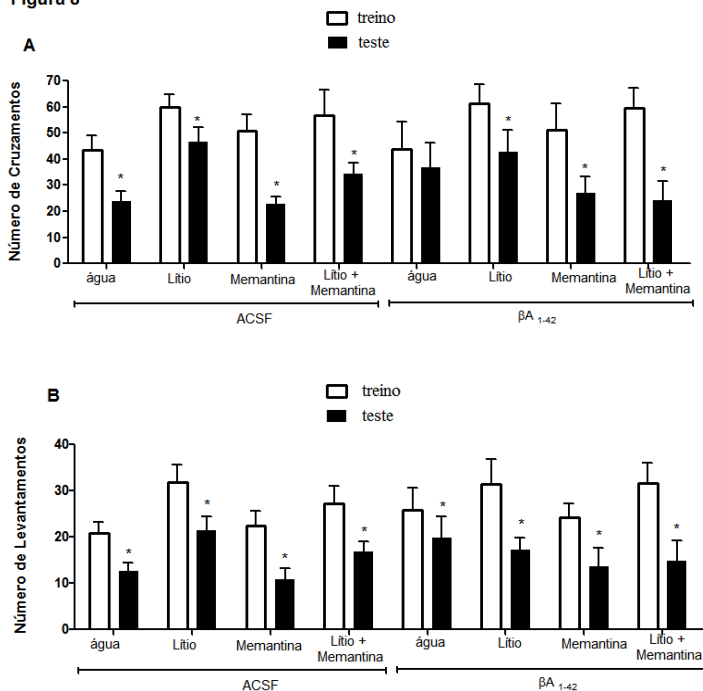 Figura 8
treino
teste
A
Número de Cruzamentos
70
60
50
40
30
20
10
0
* * * * * * *
água Lítio Memantina Lítio + Memantina água Lítio Memantina Lítio + Memantina
ACSF βA 1-42
B
treino
teste
Número de Levantamentos
40
30
20
10
0
* * * * * * * *
água Lítio Memantina Lítio + Memantina água Lítio Memantina Lítio + Memantina
ACSF βA 1-42